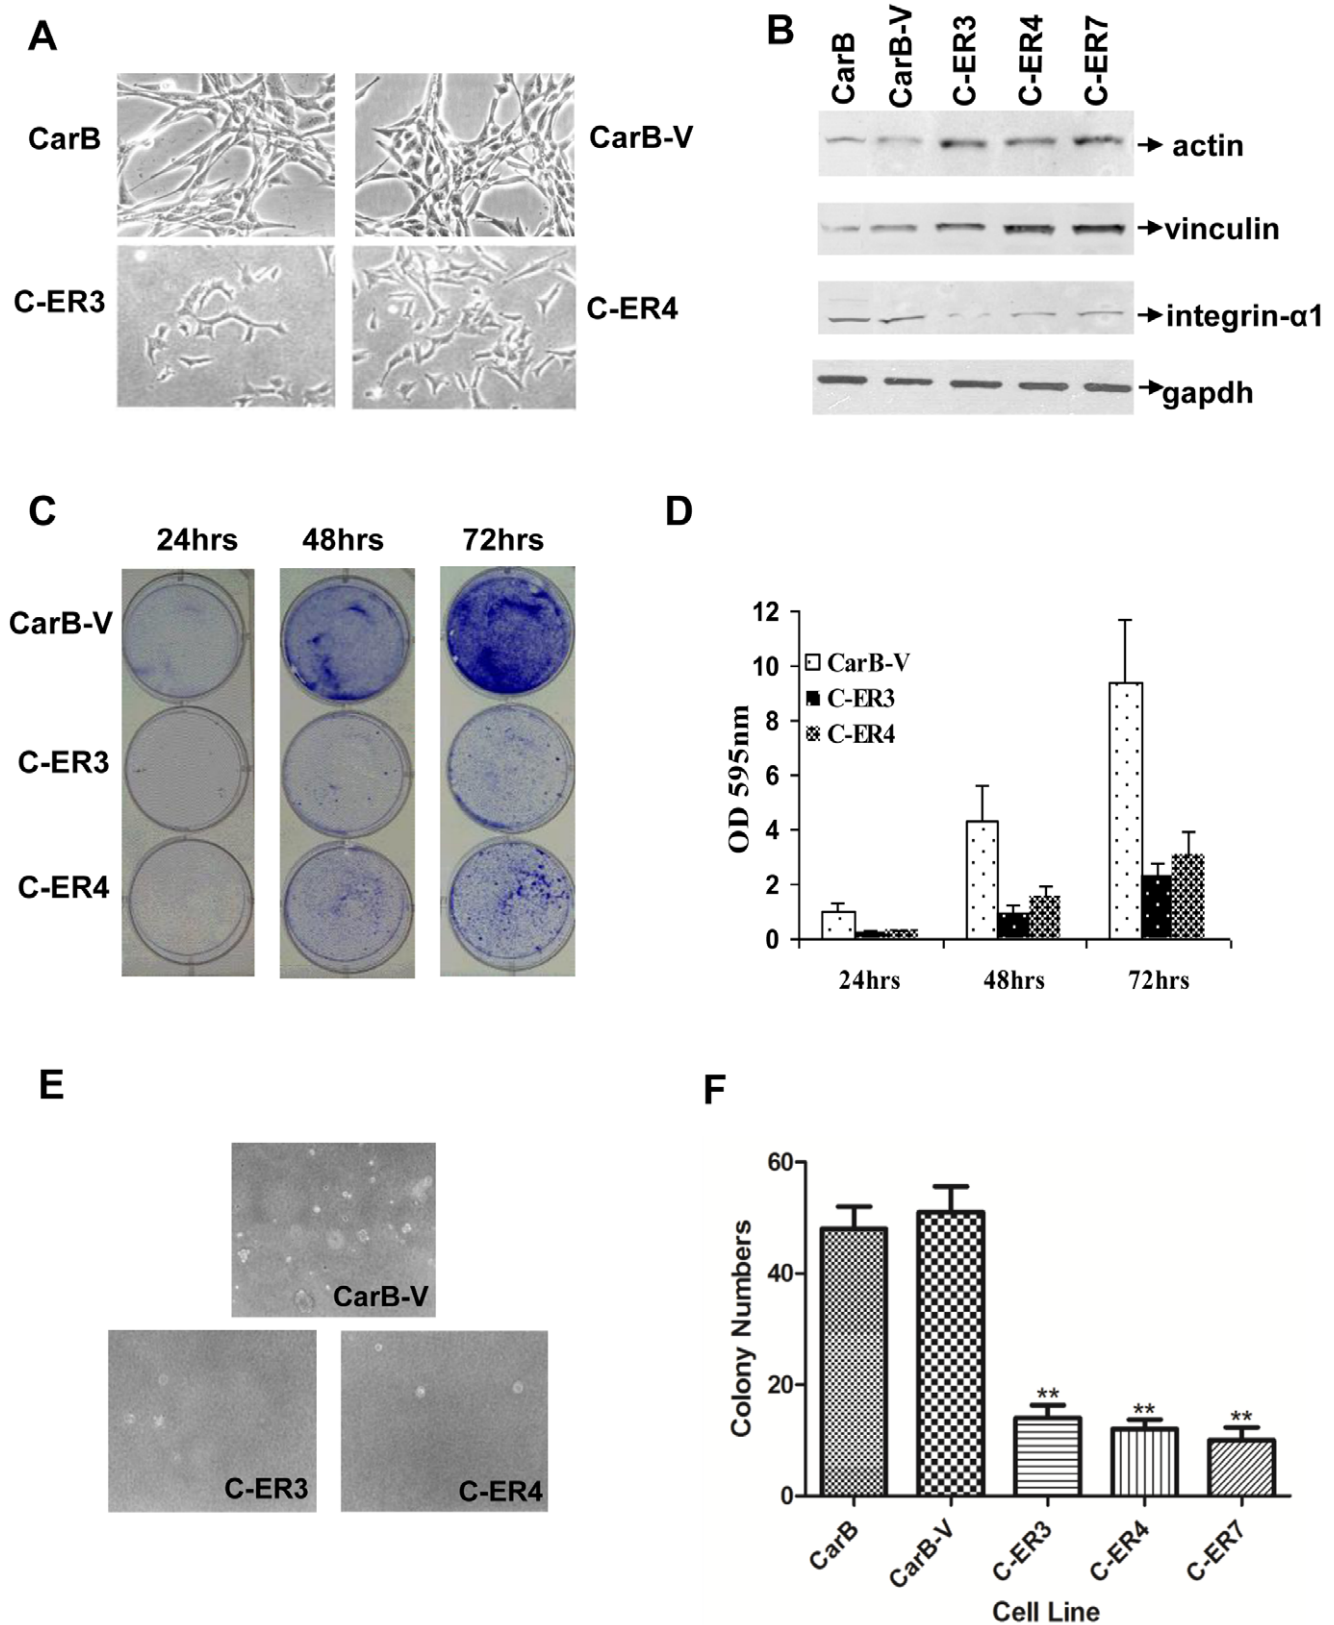 A
CarB
CarB-V
C-ER3
C-ER4
B
CarB
CarB-V
C-ER3
C-ER4
C-ER7
actin
vinculin
integrin-α1
gapdh
C
24hrs
48hrs
72hrs
CarB-V
C-ER3
C-ER4
D
OD 595nm
12
10
8
6
4
2
0
CarB-V
C-ER3
C-ER4
24hrs
48hrs
72hrs
E
CarB-V
C-ER3
C-ER4
F
Colony Numbers
60
40
20
0
**
**
**
CarB
CarB-V
C-ER3
C-ER4
C-ER7
Cell Line